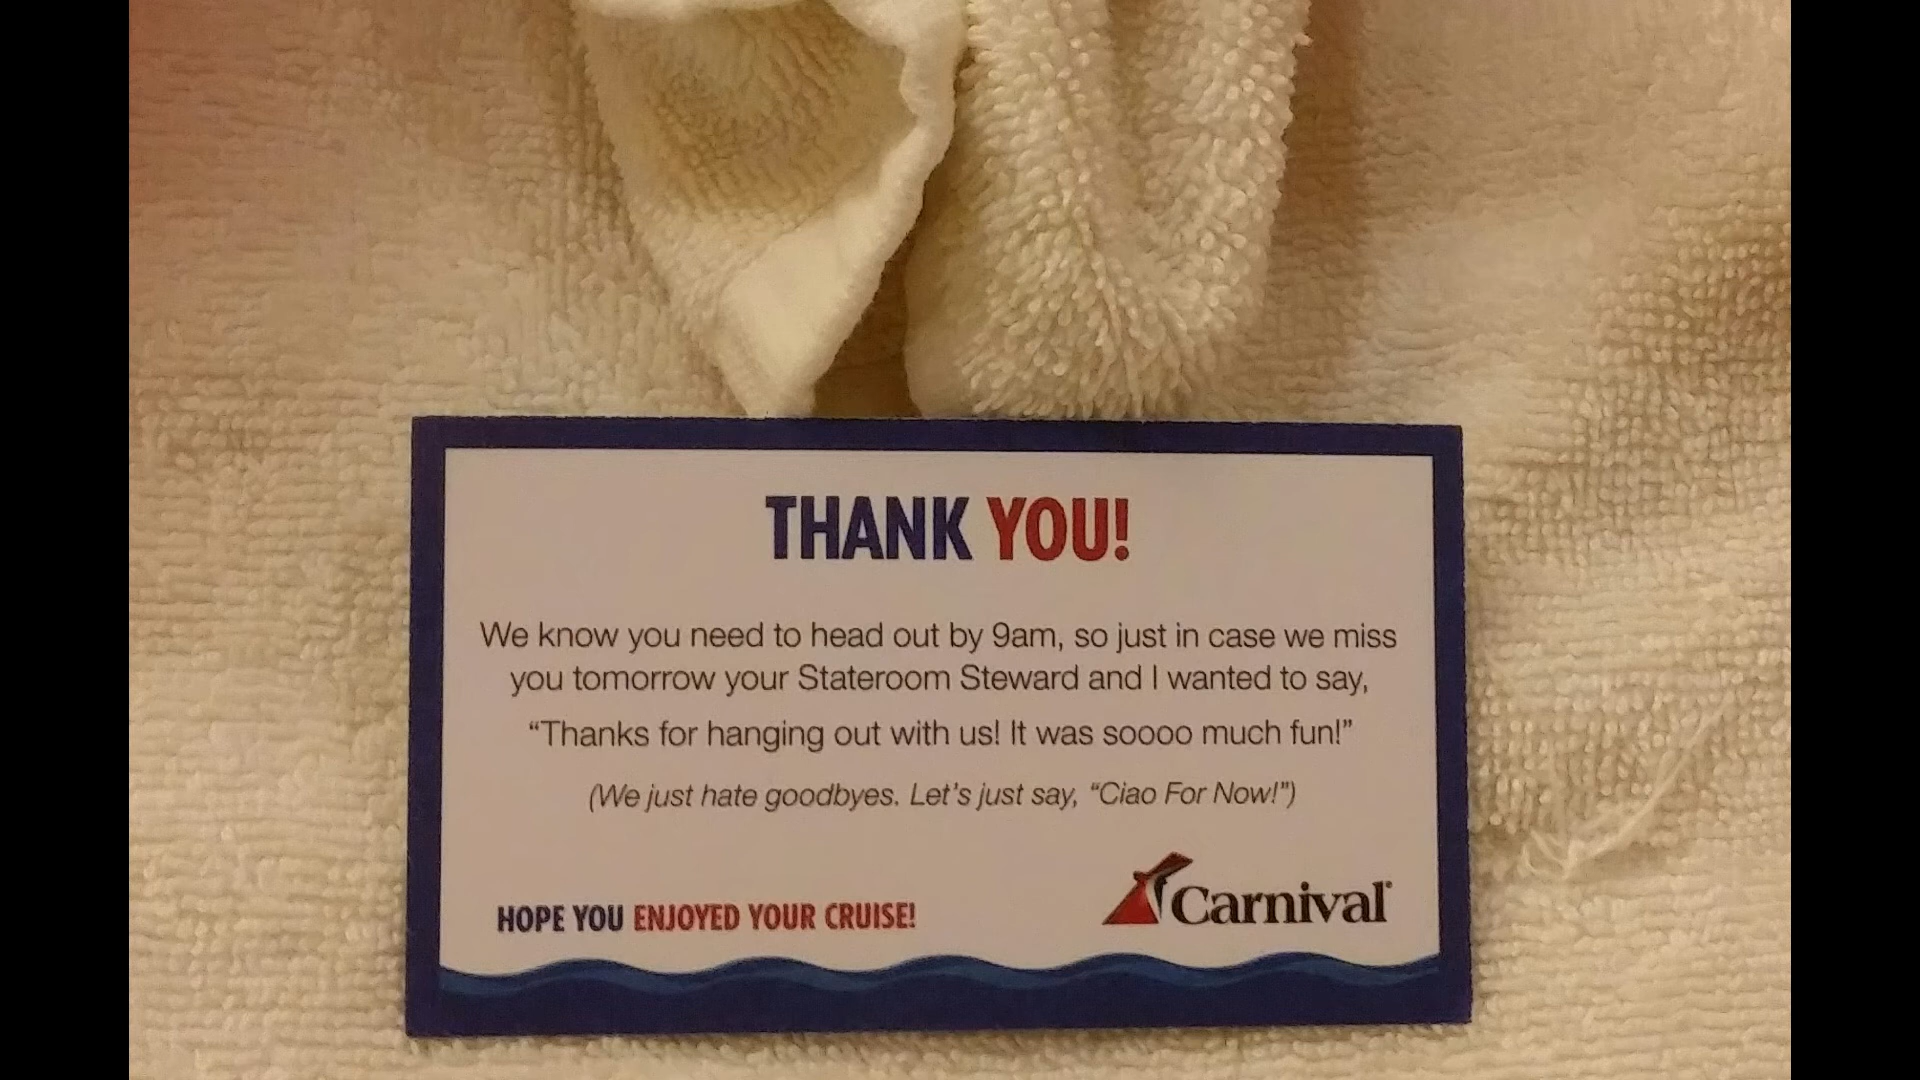 THANK YOU!
We know you need to head out by 9am, so just in case we miss
you tomorrow your Stateroom Steward and I wanted to say,
“Thanks for hanging out with us! It was soooo much fun!”
(We just hate goodbyes. Let's just say, “Ciao For Now!”)
HOPE YOU ENJOYED YOUR CRUISE!
Carnival®